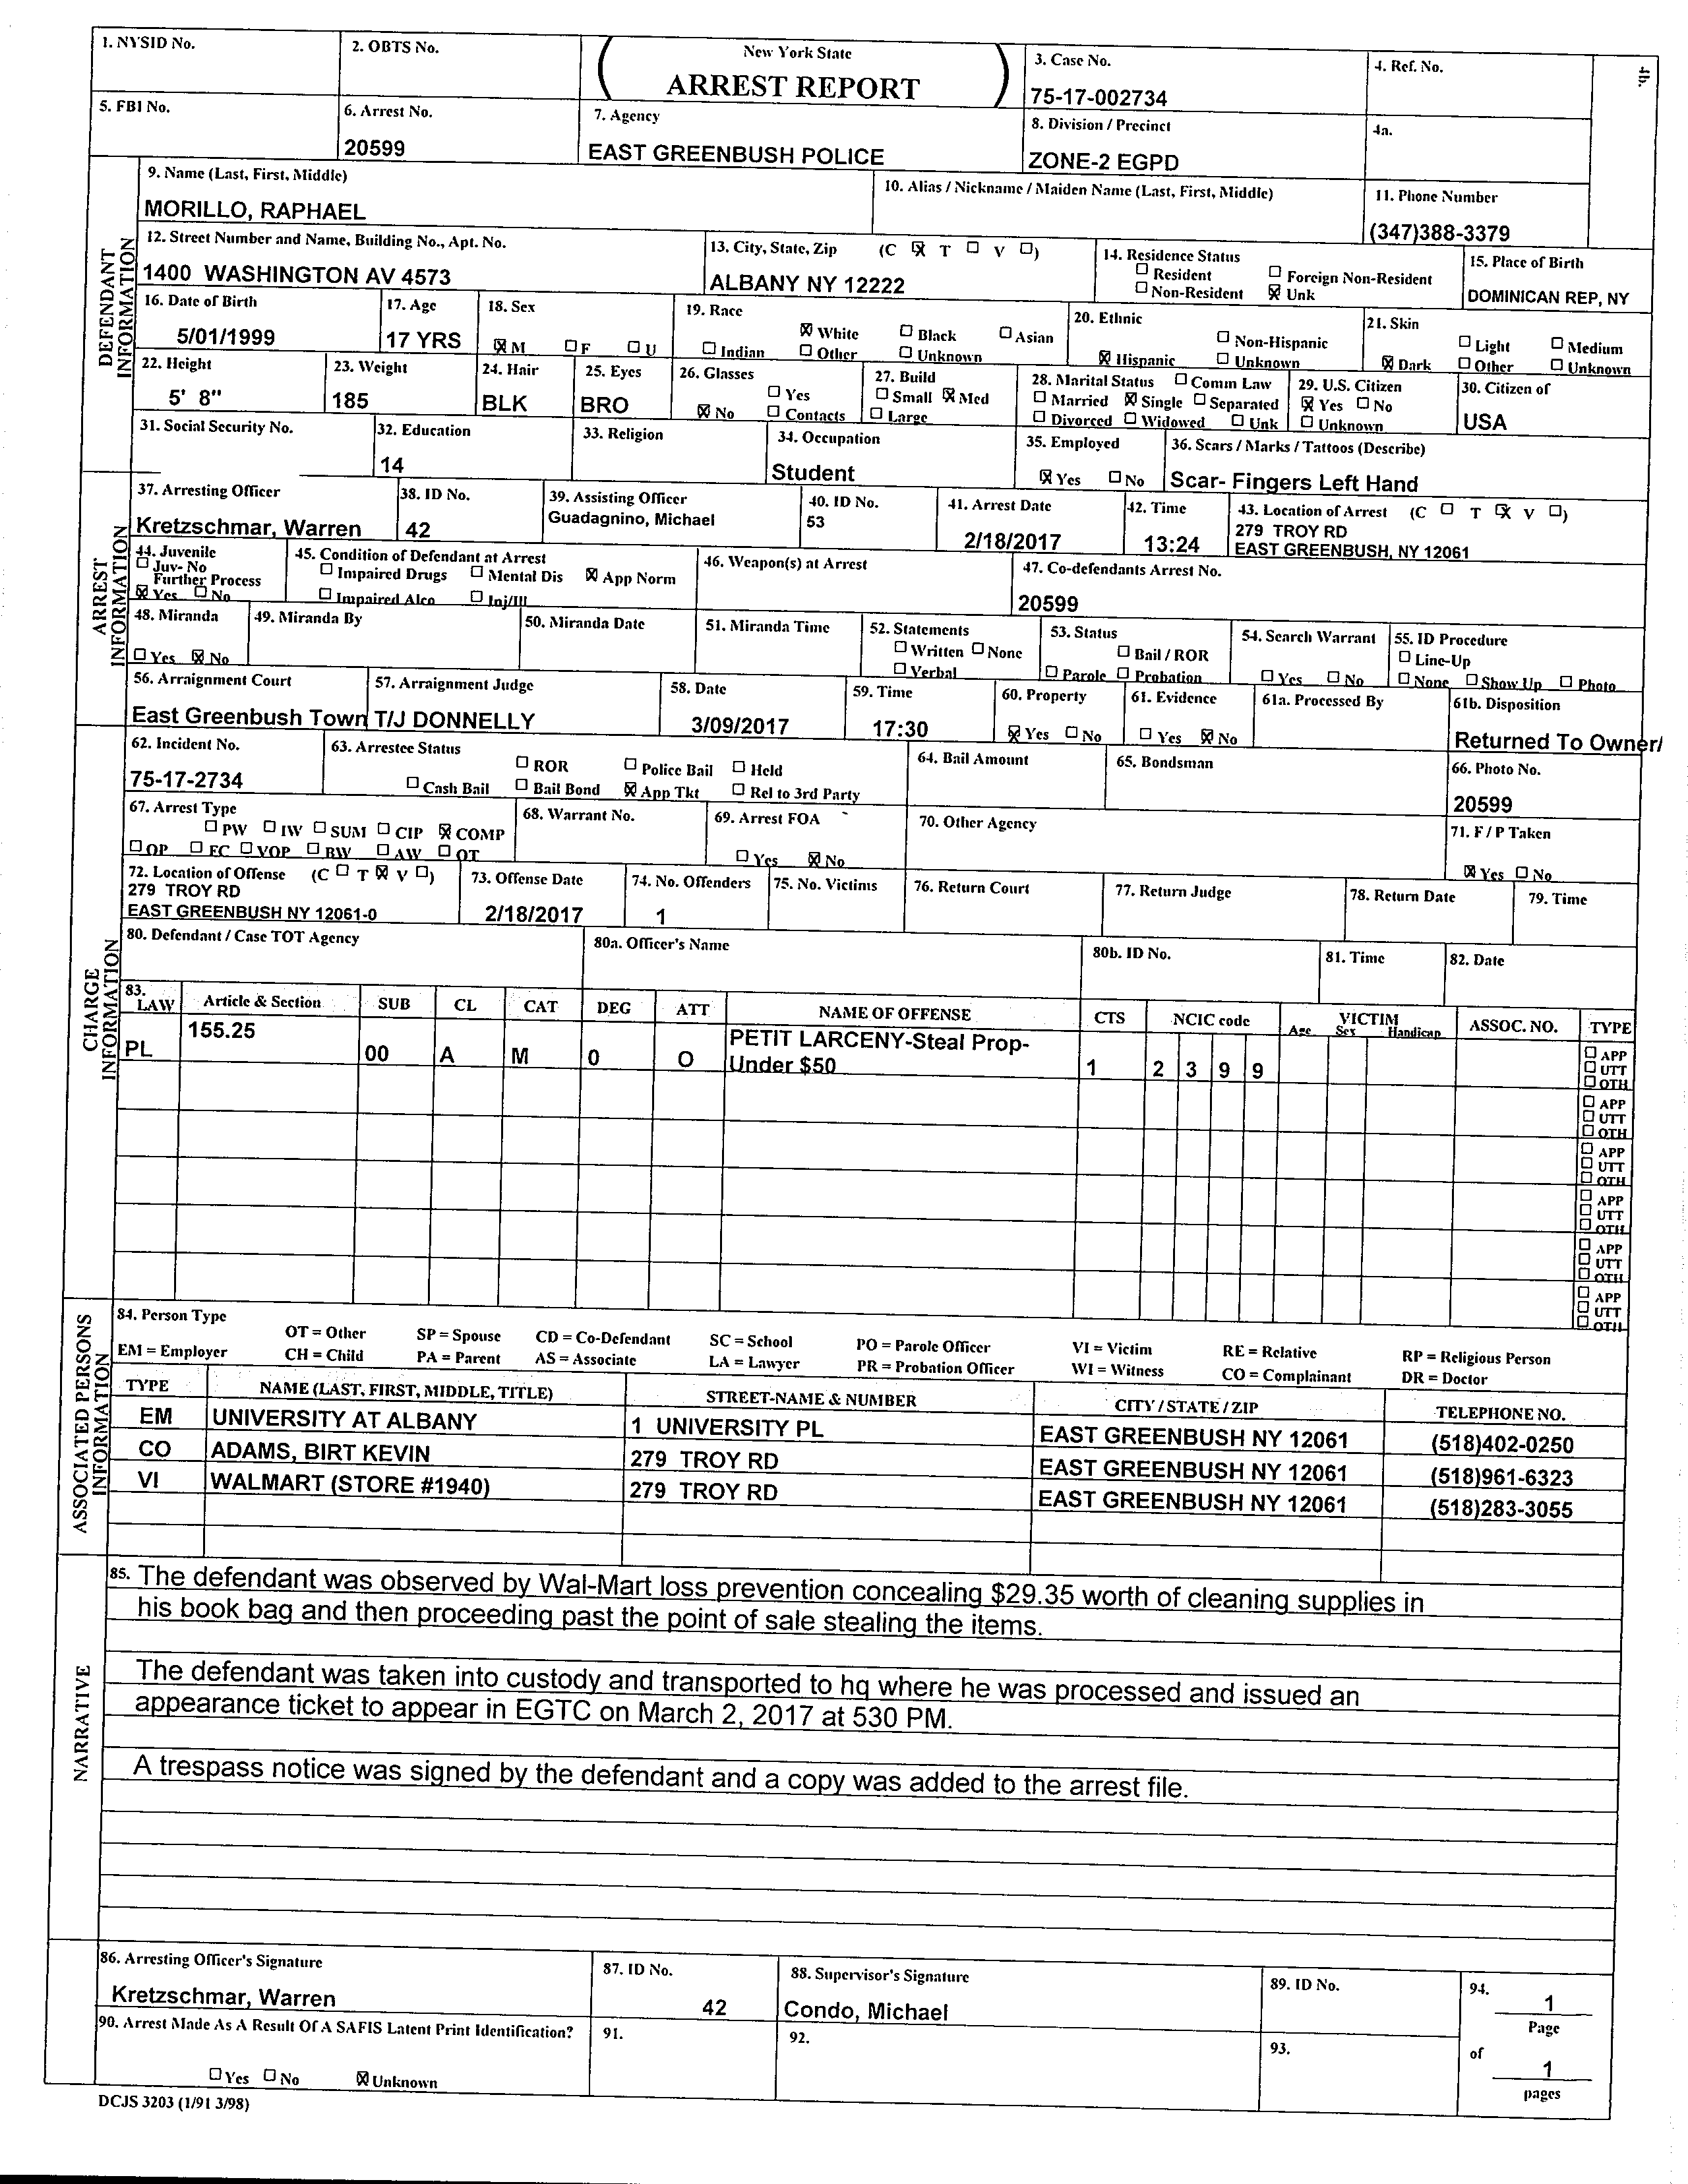 1. NYSID No.
2. OBTS No.
New York State
ARREST REPORT
3. Case No.
75-17-002734
4. Ref. No.
4b.
5. FBI No.
6. Arrest No.
20599
7. Agency
EAST GREENBUSH POLICE
8. Division / Precinct
ZONE-2 EGPD
4a.
DEFENDANT INFORMATION
9. Name (Last, First, Middle)
MORILLO, RAPHAEL
10. Alias / Nickname / Maiden Name (Last, First, Middle)
11. Phone Number
(347)388-3379
12. Street Number and Name, Building No., Apt. No.
1400 WASHINGTON AV 4573
13. City, State, Zip (C ☒ T ☐ V ☐)
ALBANY NY 12222
14. Residence Status
☐ Resident ☐ Foreign Non-Resident
☐ Non-Resident ☒ Unk
15. Place of Birth
DOMINICAN REP, NY
16. Date of Birth
5/01/1999
17. Age
17 YRS
18. Sex
☒ M ☐ F ☐ U
19. Race
☒ White ☐ Black ☐ Asian
☐ Indian ☐ Other ☐ Unknown
20. Ethnic
☐ Non-Hispanic
☒ Hispanic ☐ Unknown
21. Skin
☐ Light ☐ Medium
☒ Dark ☐ Other ☐ Unknown
22. Height
5' 8"
23. Weight
185
24. Hair
BLK
25. Eyes
BRO
26. Glasses
☐ Yes
☒ No ☐ Contacts
27. Build
☐ Small ☒ Med
☐ Large
28. Marital Status ☐ Comm Law
☐ Married ☒ Single ☐ Separated
☐ Divorced ☐ Widowed ☐ Unk
29. U.S. Citizen
☒ Yes ☐ No
☐ Unknown
30. Citizen of
USA
31. Social Security No.
32. Education
14
33. Religion
34. Occupation
Student
35. Employed
☒ Yes ☐ No
36. Scars / Marks / Tattoos (Describe)
Scar- Fingers Left Hand
ARREST INFORMATION
37. Arresting Officer
Kretzschmar, Warren
38. ID No.
42
39. Assisting Officer
Guadagnino, Michael
40. ID No.
53
41. Arrest Date
2/18/2017
42. Time
13:24
43. Location of Arrest (C ☐ T ☒ V ☐)
279 TROY RD
EAST GREENBUSH, NY 12061
44. Juvenile
☐ Juv- No
Further Process
☒ Yes ☐ No
45. Condition of Defendant at Arrest
☐ Impaired Drugs ☐ Mental Dis ☒ App Norm
☐ Impaired Alco ☐ Inj/Ill
46. Weapon(s) at Arrest
47. Co-defendants Arrest No.
20599
48. Miranda
☐ Yes ☒ No
49. Miranda By
50. Miranda Date
51. Miranda Time
52. Statements
☐ Written ☐ None
☐ Verbal
53. Status
☐ Bail / ROR
☐ Parole ☐ Probation
54. Search Warrant
☐ Yes ☐ No
55. ID Procedure
☐ Line-Up
☐ None ☐ Show Up ☐ Photo
56. Arraignment Court
East Greenbush Town
57. Arraignment Judge
T/J DONNELLY
58. Date
3/09/2017
59. Time
17:30
60. Property
☒ Yes ☐ No
61. Evidence
☐ Yes ☒ No
61a. Processed By
61b. Disposition
Returned To Owner/
CHARGE INFORMATION
62. Incident No.
75-17-2734
63. Arrestee Status
☐ ROR ☐ Police Bail ☐ Held
☐ Cash Bail ☐ Bail Bond ☒ App Tkt ☐ Rel to 3rd Party
64. Bail Amount
65. Bondsman
66. Photo No.
20599
67. Arrest Type
☐ PW ☐ IW ☐ SUM ☐ CIP ☒ COMP
☐ OP ☐ EC ☐ VOP ☐ BW ☐ AW ☐ OT
68. Warrant No.
69. Arrest FOA
☐ Yes ☒ No
70. Other Agency
71. F / P Taken
☒ Yes ☐ No
72. Location of Offense (C ☐ T ☒ V ☐)
279 TROY RD
EAST GREENBUSH NY 12061-0
73. Offense Date
2/18/2017
74. No. Offenders
1
75. No. Victims
76. Return Court
77. Return Judge
78. Return Date
79. Time
80. Defendant / Case TOT Agency
80a. Officer's Name
80b. ID No.
81. Time
82. Date
83.
LAW Article & Section SUB CL CAT DEG ATT NAME OF OFFENSE CTS NCIC code VICTIM Age Sex Handicap ASSOC. NO. TYPE
PL 155.25 00 A M 0 O PETIT LARCENY-Steal Prop-
Under $50 1 2 3 9 9
☐ APP
☐ UTT
☐ OTH
☐ APP
☐ UTT
☐ OTH
☐ APP
☐ UTT
☐ OTH
☐ APP
☐ UTT
☐ OTH
☐ APP
☐ UTT
☐ OTH
☐ APP
☐ UTT
☐ OTH
ASSOCIATED PERSONS INFORMATION
84. Person Type
OT = Other SP = Spouse CD = Co-Defendant SC = School PO = Parole Officer VI = Victim RE = Relative RP = Religious Person
EM = Employer CH = Child PA = Parent AS = Associate LA = Lawyer PR = Probation Officer WI = Witness CO = Complainant DR = Doctor
TYPE NAME (LAST, FIRST, MIDDLE, TITLE) STREET-NAME & NUMBER CITY / STATE / ZIP TELEPHONE NO.
EM UNIVERSITY AT ALBANY 1 UNIVERSITY PL EAST GREENBUSH NY 12061 (518)402-0250
CO ADAMS, BIRT KEVIN 279 TROY RD EAST GREENBUSH NY 12061 (518)961-6323
VI WALMART (STORE #1940) 279 TROY RD EAST GREENBUSH NY 12061 (518)283-3055
NARRATIVE
85. The defendant was observed by Wal-Mart loss prevention concealing $29.35 worth of cleaning supplies in
his book bag and then proceeding past the point of sale stealing the items.
The defendant was taken into custody and transported to hq where he was processed and issued an
appearance ticket to appear in EGTC on March 2, 2017 at 530 PM.
A trespass notice was signed by the defendant and a copy was added to the arrest file.
86. Arresting Officer's Signature
Kretzschmar, Warren
87. ID No.
42
88. Supervisor's Signature
Condo, Michael
89. ID No.
94.
1
Page
of
1
pages
90. Arrest Made As A Result Of A SAFIS Latent Print Identification?
☐ Yes ☐ No ☒ Unknown
91.
92.
93.
DCJS 3203 (1/91 3/98)